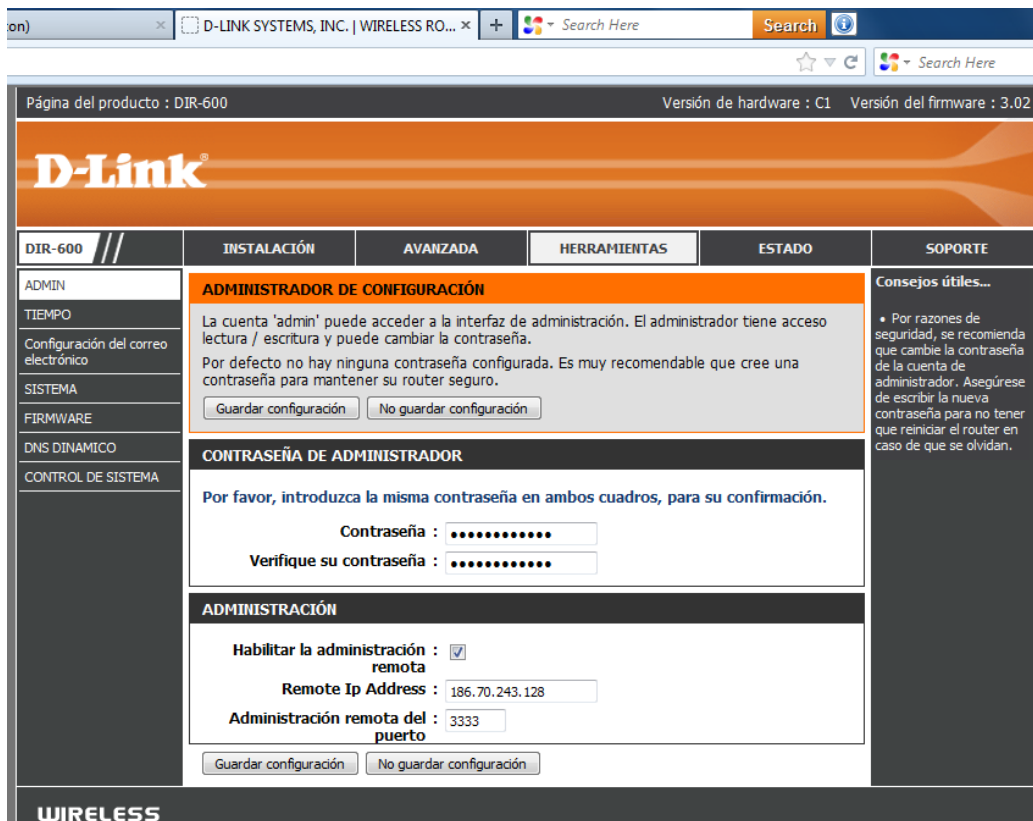 on)
D-LINK SYSTEMS, INC. | WIRELESS RO...
Search Here
Search
Search Here
Página del producto : DIR-600
Versión de hardware : C1
Versión del firmware : 3.02
D-Link®
DIR-600
INSTALACIÓN
AVANZADA
HERRAMIENTAS
ESTADO
SOPORTE
ADMIN
TIEMPO
Configuración del correo
electrónico
SISTEMA
FIRMWARE
DNS DINAMICO
CONTROL DE SISTEMA
ADMINISTRADOR DE CONFIGURACIÓN
La cuenta 'admin' puede acceder a la interfaz de administración. El administrador tiene acceso
lectura / escritura y puede cambiar la contraseña.
Por defecto no hay ninguna contraseña configurada. Es muy recomendable que cree una
contraseña para mantener su router seguro.
Guardar configuración
No guardar configuración
CONTRASEÑA DE ADMINISTRADOR
Por favor, introduzca la misma contraseña en ambos cuadros, para su confirmación.
Contraseña : ••••••••••••
Verifique su contraseña : ••••••••••••
ADMINISTRACIÓN
Habilitar la administración :
remota
Remote Ip Address : 186.70.243.128
Administración remota del : 3333
puerto
Guardar configuración
No guardar configuración
Consejos útiles...
• Por razones de
seguridad, se recomienda
que cambie la contraseña
de la cuenta de
administrador. Asegúrese
de escribir la nueva
contraseña para no tener
que reiniciar el router en
caso de que se olvidan.
WIRELESS